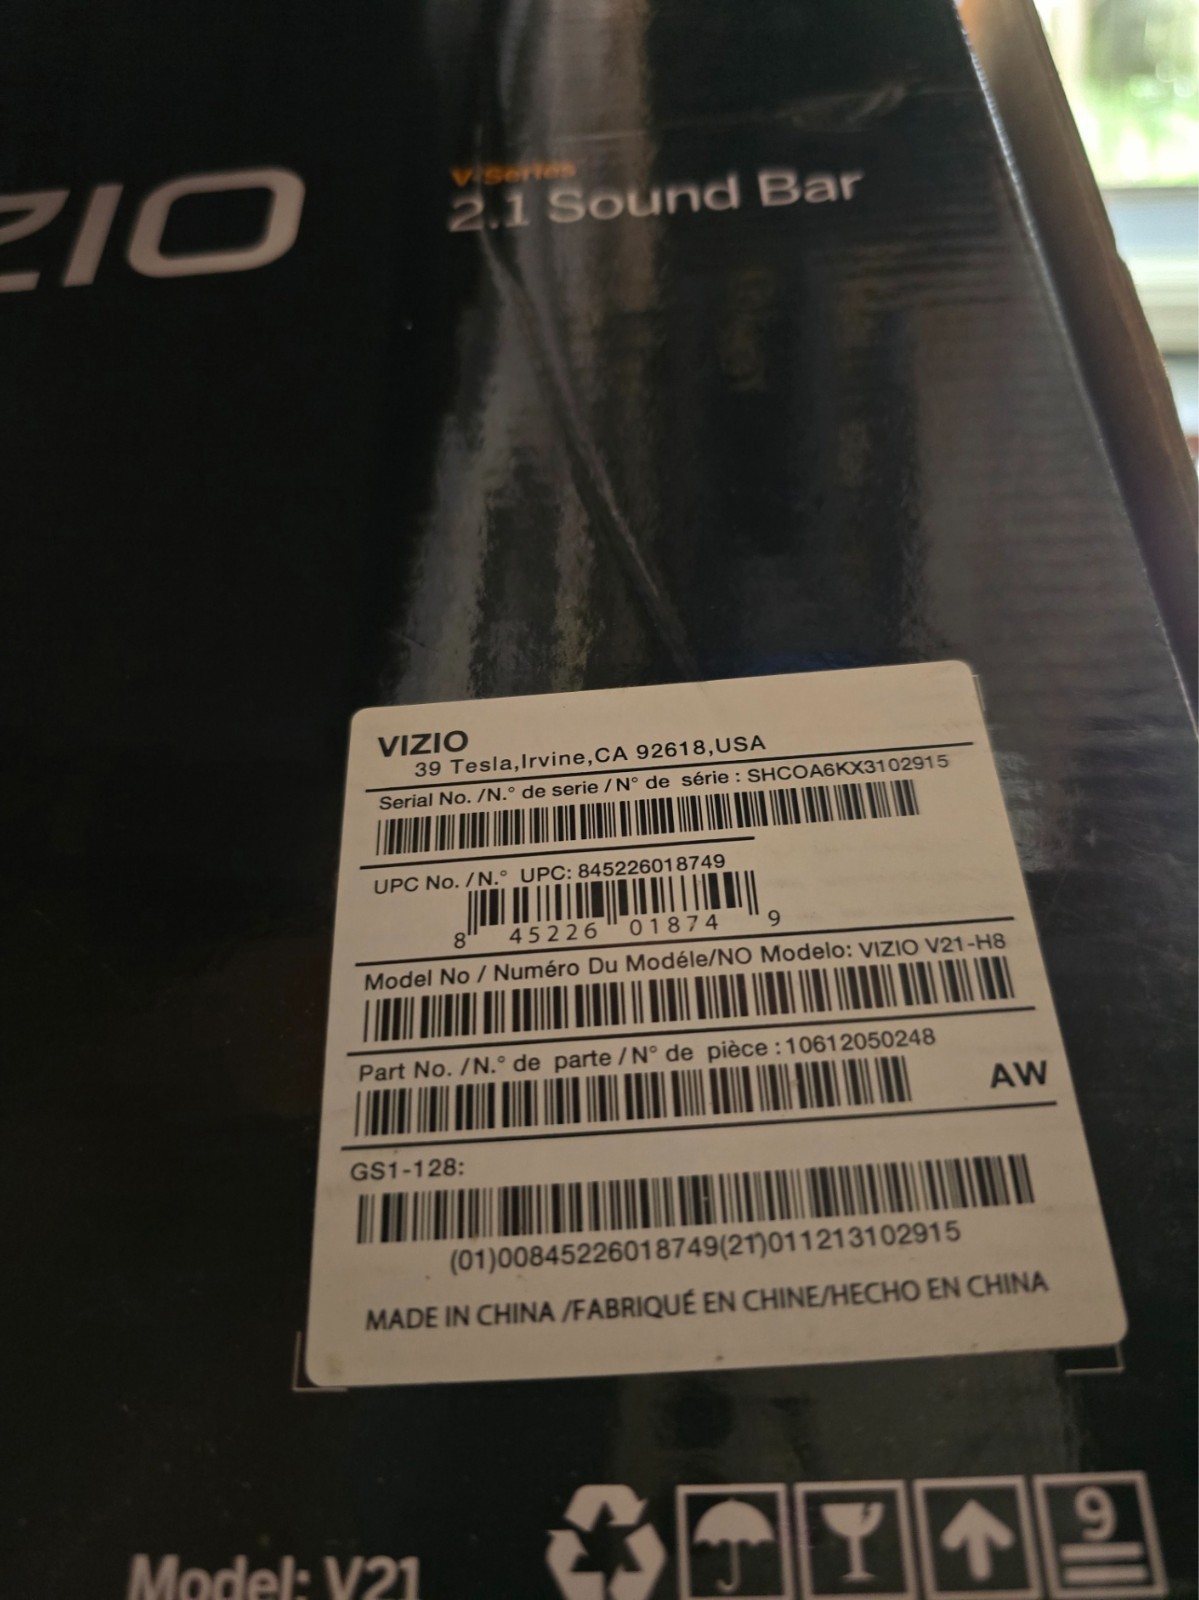 ZIO
V-Series
2.1 Sound Bar
VIZIO
39 Tesla,Irvine,CA 92618,USA
Serial No. /N.° de serie / N° de série : SHCOA6KX3102915
UPC No. / N.° UPC: 845226018749
8 45226 01874 9
Model No / Numéro Du Modéle/NO Modelo: VIZIO V21-H8
Part No. /N.° de parte / N° de pièce :10612050248
AW
GS1-128:
(01)00845226018749(21)011213102915
MADE IN CHINA /FABRIQUÉ EN CHINE/HECHO EN CHINA
9
Model: V21